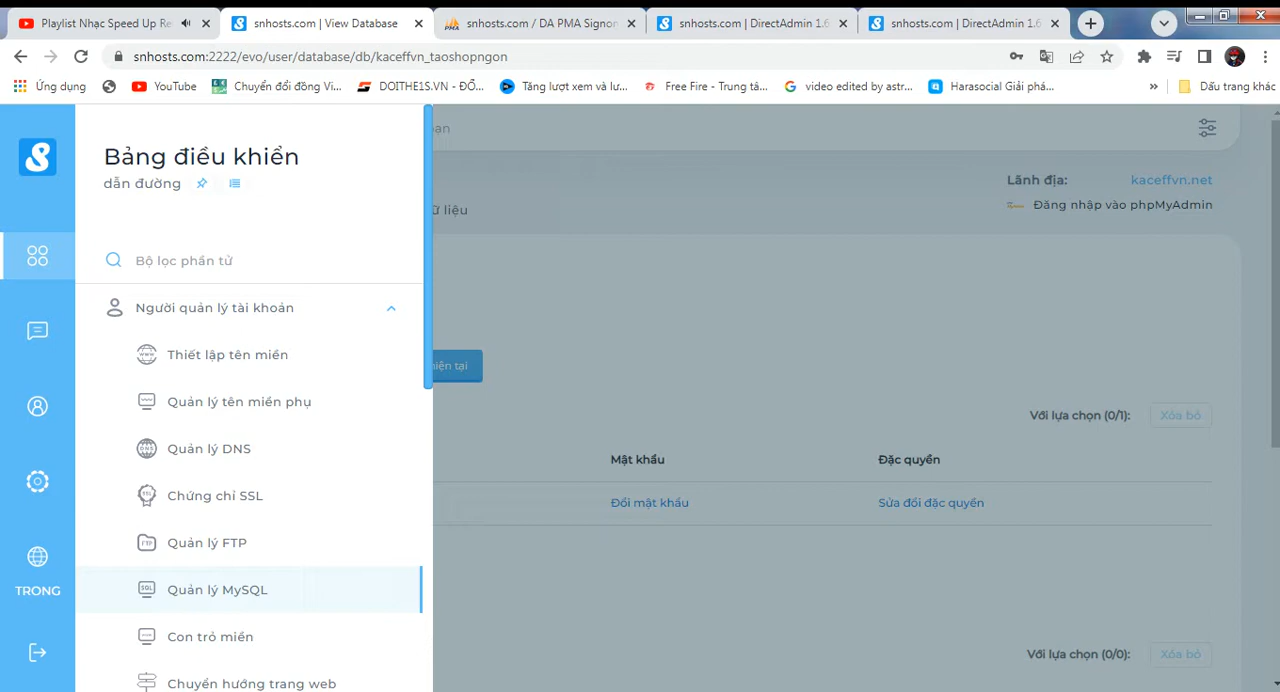 Playlist Nhạc Speed Up Re
snhosts.com | View Database
snhosts.com / DA PMA Signon
snhosts.com | DirectAdmin 1.6
snhosts.com | DirectAdmin 1.6
snhosts.com:2222/evo/user/database/db/kaceffvn_taoshopngon
Ứng dụng
YouTube
Chuyển đổi đồng Vi...
DOITHE1S.VN - ĐỔ...
Tăng lượt xem và lư...
Free Fire - Trung tâ...
video edited by astr...
Harasocial Giải phá...
»
Dấu trang khác
Bảng điều khiển
dẫn đường
Bộ lọc phần tử
Người quản lý tài khoản
Thiết lập tên miền
Quản lý tên miền phụ
Quản lý DNS
Chứng chỉ SSL
Quản lý FTP
Quản lý MySQL
Con trỏ miền
Chuyển hướng trang web
TRONG
Lãnh địa:
kaceffvn.net
Đăng nhập vào phpMyAdmin
ữ liệu
hiện tại
Với lựa chọn (0/1):
Xóa bỏ
Mật khẩu
Đặc quyền
Đổi mật khẩu
Sửa đổi đặc quyền
Với lựa chọn (0/0):
Xóa bỏ